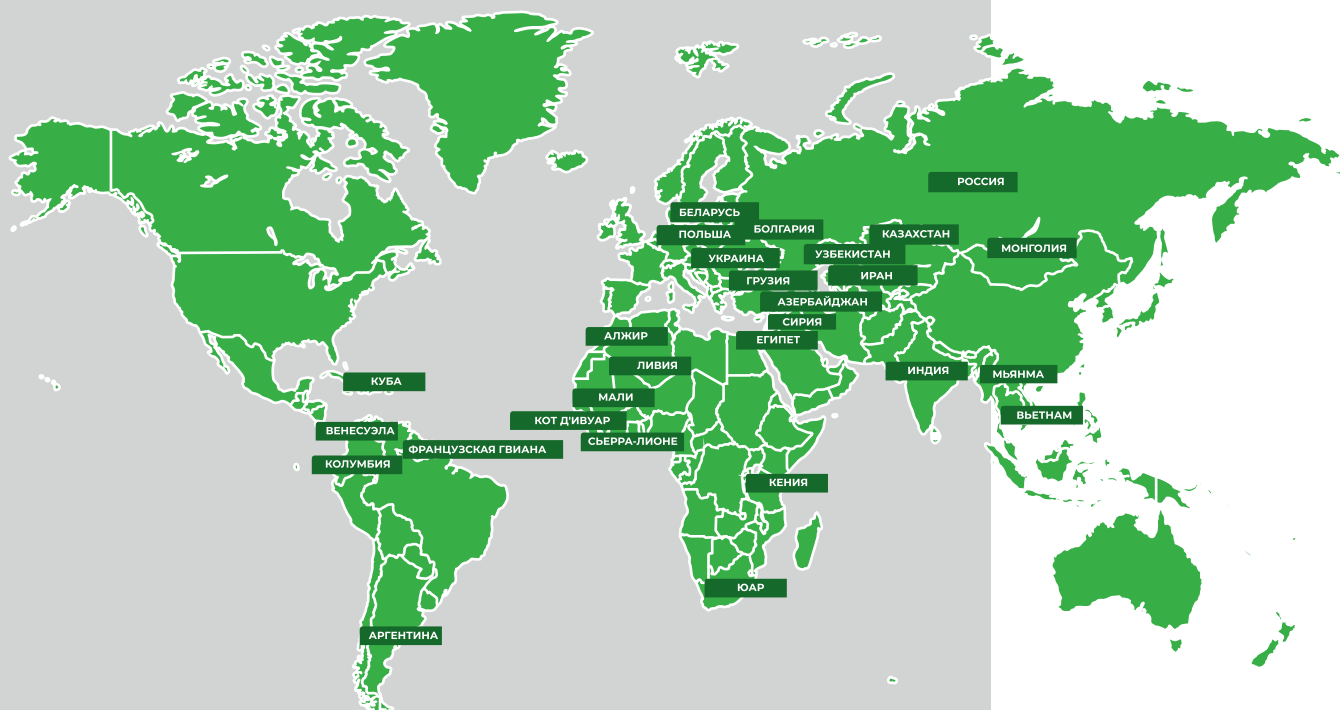 РОССИЯ
БЕЛАРУСЬ
БОЛГАРИЯ
ПОЛЬША
КАЗАХСТАН
МОНГОЛИЯ
УЗБЕКИСТАН
УКРАИНА
ИРАН
ГРУЗИЯ
АЗЕРБАЙДЖАН
СИРИЯ
АЛЖИР
ЕГИПЕТ
ЛИВИЯ
ИНДИЯ
МЬЯНМА
КУБА
МАЛИ
ВЬЕТНАМ
КОТ Д'ИВУАР
ВЕНЕСУЭЛА
СЬЕРРА-ЛИОНЕ
ФРАНЦУЗСКАЯ ГВИАНА
КОЛУМБИЯ
КЕНИЯ
ЮАР
АРГЕНТИНА